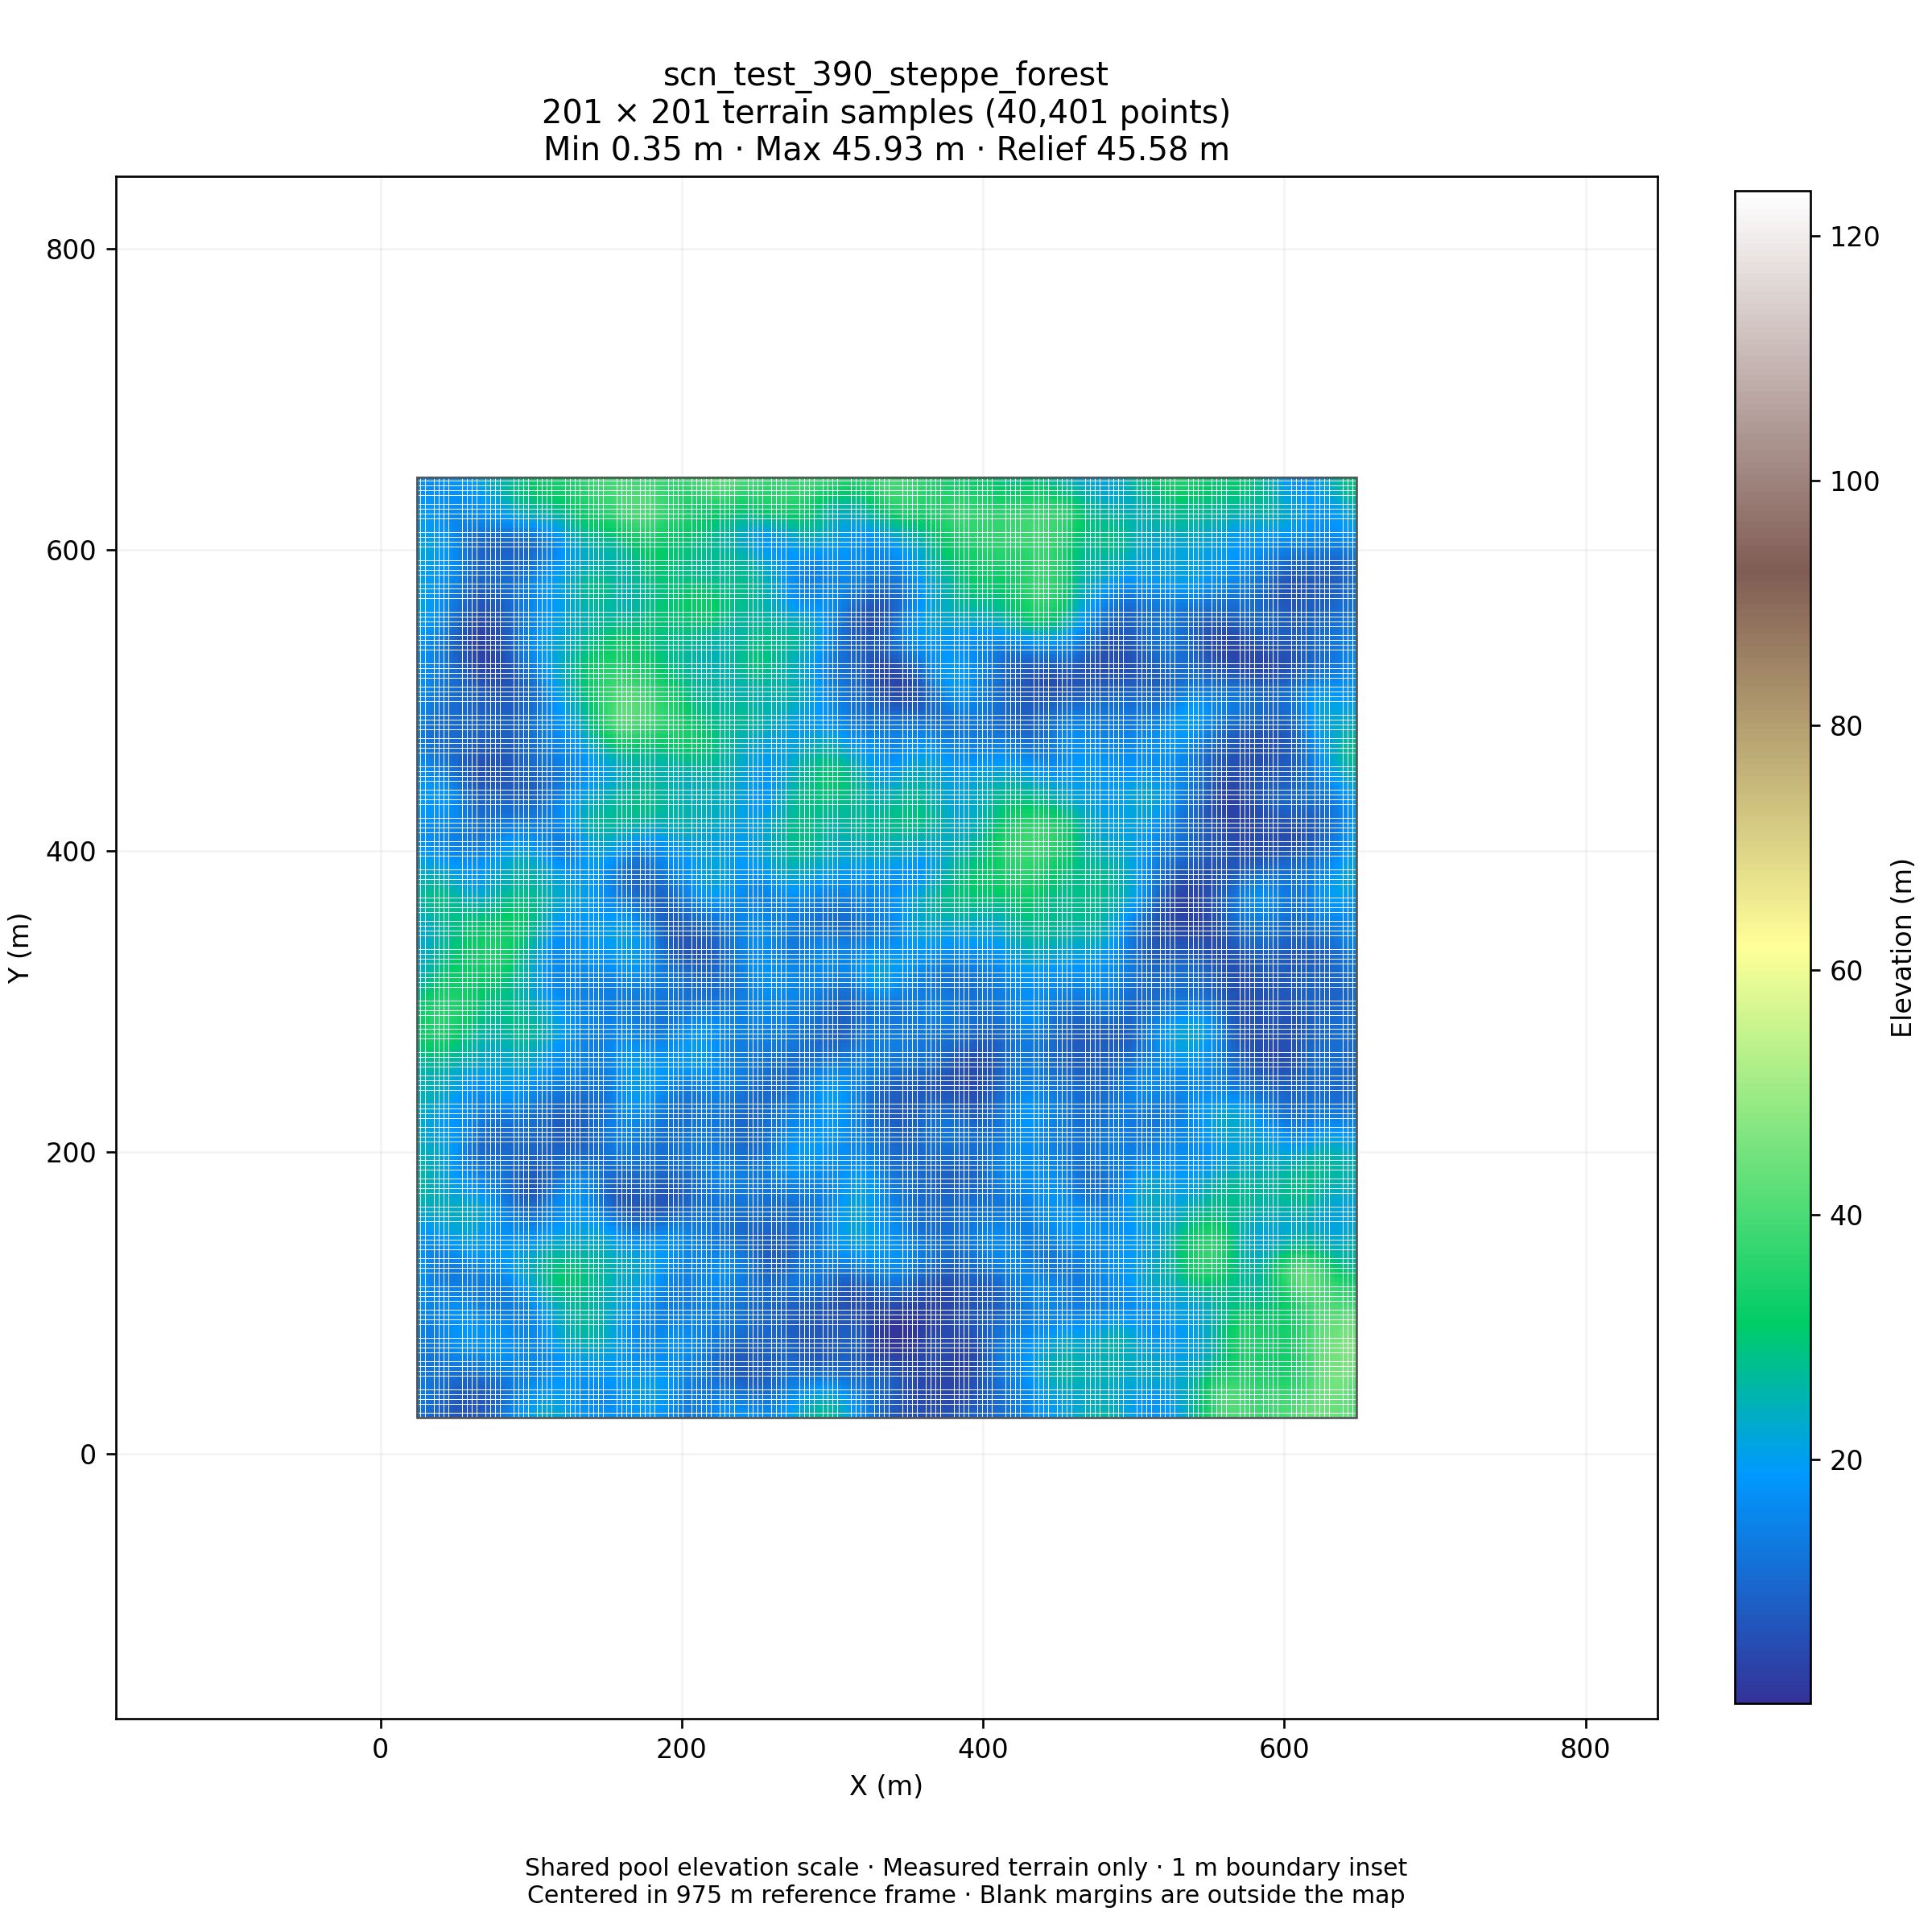 scn_test_390_steppe_forest
201 × 201 terrain samples (40,401 points)
Min 0.35 m · Max 45.93 m · Relief 45.58 m
800
600
400
200
0
Y (m)
0
200
400
600
800
X (m)
120
100
80
60
40
20
Elevation (m)
Shared pool elevation scale · Measured terrain only · 1 m boundary inset
Centered in 975 m reference frame · Blank margins are outside the map